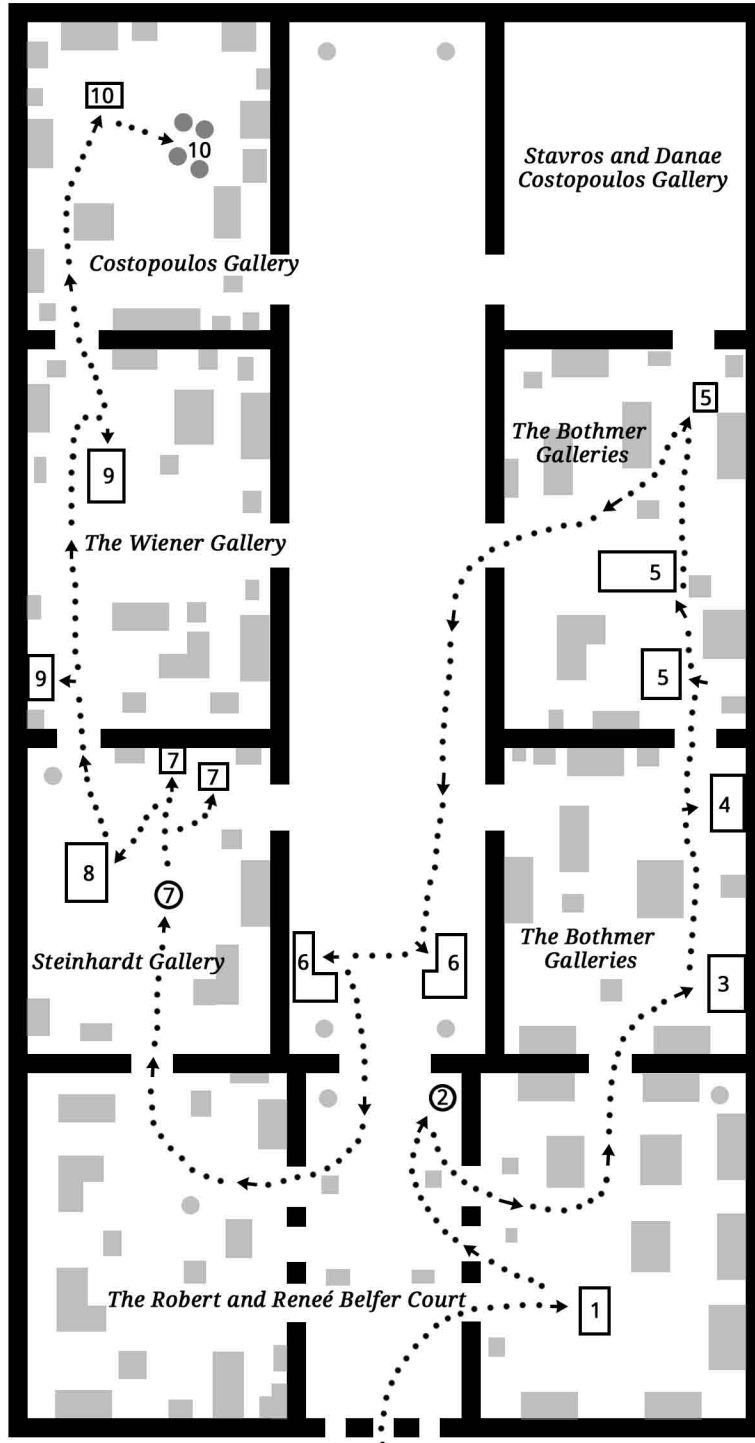 10
10
Stavros and Danae
Costopoulos Gallery
Costopoulos Gallery
5
The Bothmer
Galleries
9
The Wiener Gallery
5
9
5
7
7
4
8
7
The Bothmer
Galleries
Steinhardt Gallery
6
6
3
2
The Robert and Reneé Belfer Court
1